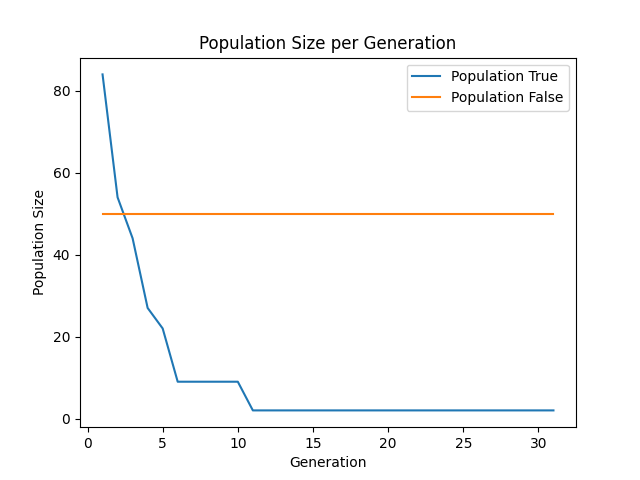 Population Size per Generation
Population True
Population False
Population Size
80
60
40
20
0
0 5 10 15 20 25 30
Generation